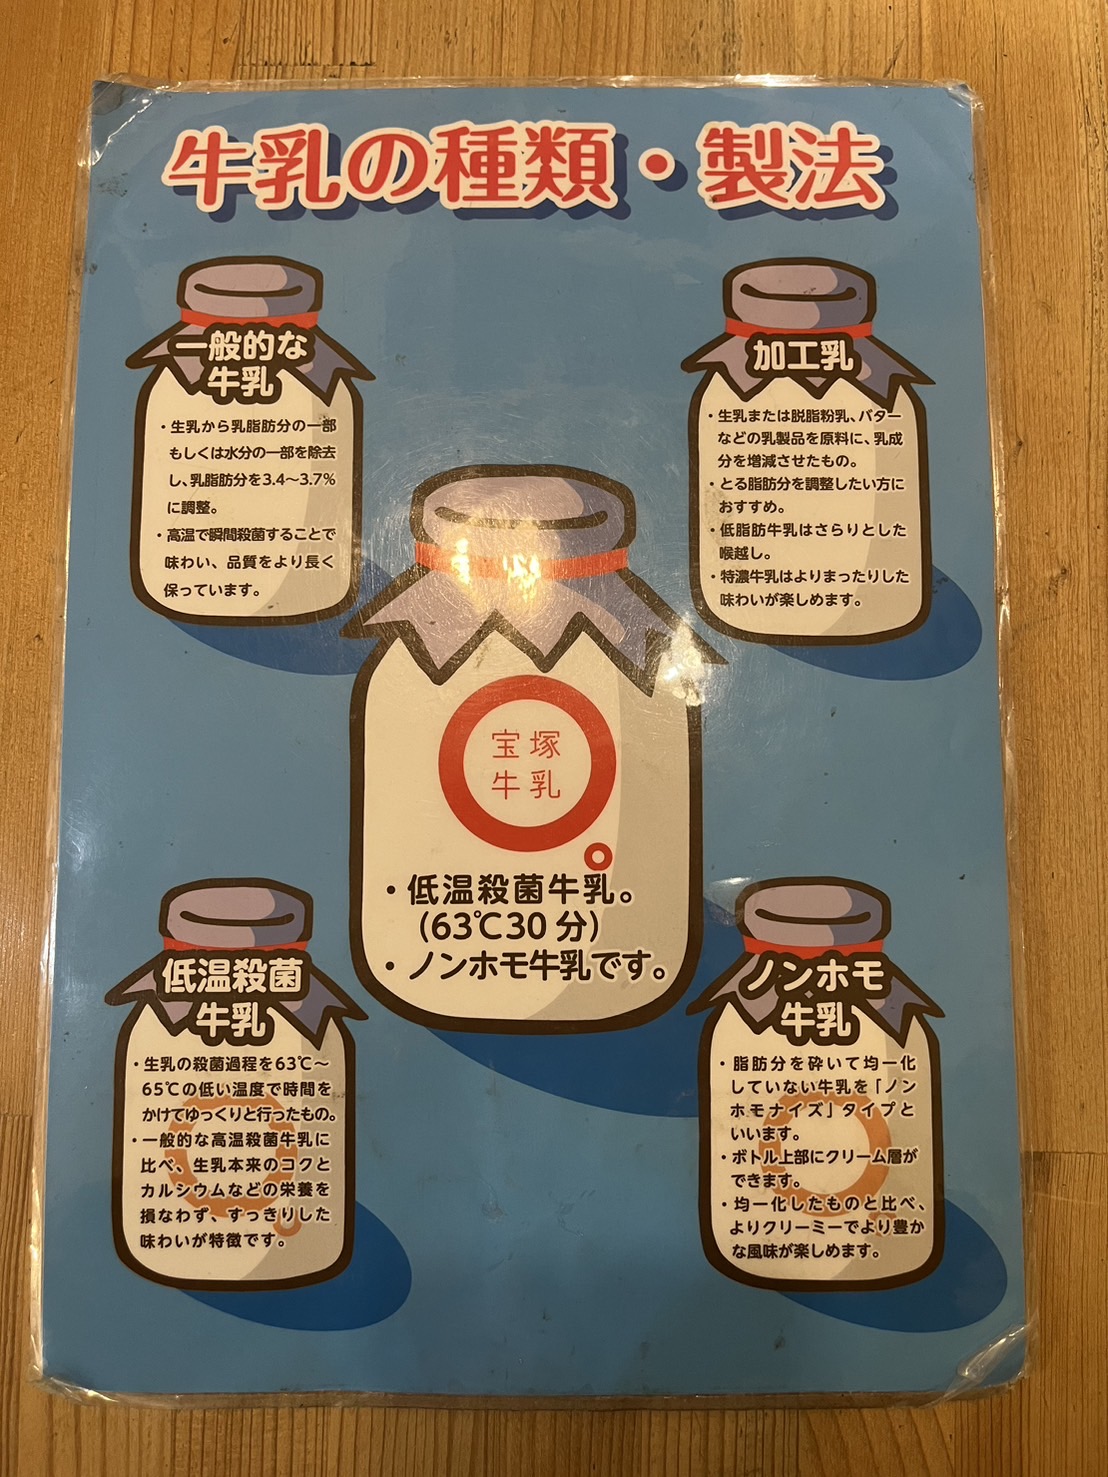 牛乳の種類・製法
一般的な
牛乳
・生乳から乳脂肪分の一部
もしくは水分の一部を除去
し、乳脂肪分を3.4〜3.7%
に調整。
・高温で瞬間殺菌することで
味わい、品質をより長く
保っています。
加工乳
・生乳または脱脂粉乳、バター
などの乳製品を原料に、乳成
分を増減させたもの。
・とる脂肪分を調整したい方に
おすすめ。
・低脂肪牛乳はさらりとした
喉越し。
・特濃牛乳はよりまったりした
味わいが楽しめます。
宝塚
牛乳
・低温殺菌牛乳。
(63℃30分)
・ノンホモ牛乳です。
低温殺菌
牛乳
・生乳の殺菌過程を63℃〜
65℃の低い温度で時間を
かけてゆっくりと行ったもの。
・一般的な高温殺菌牛乳に
比べ、生乳本来のコクと
カルシウムなどの栄養を
損なわず、すっきりした
味わいが特徴です。
ノンホモ
牛乳
・脂肪分を砕いて均一化
していない牛乳を「ノン
ホモナイズ」タイプと
いいます。
・ボトル上部にクリーム層が
できます。
・均一化したものと比べ、
よりクリーミーでより豊か
な風味が楽しめます。